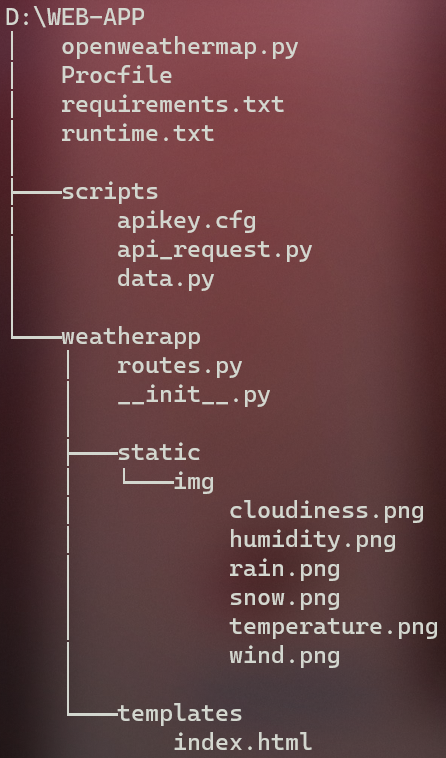 D:\WEB-APP
openweathermap.py
Procfile
requirements.txt
runtime.txt
scripts
apikey.cfg
api_request.py
data.py
weatherapp
routes.py
__init__.py
static
img
cloudiness.png
humidity.png
rain.png
snow.png
temperature.png
wind.png
templates
index.html